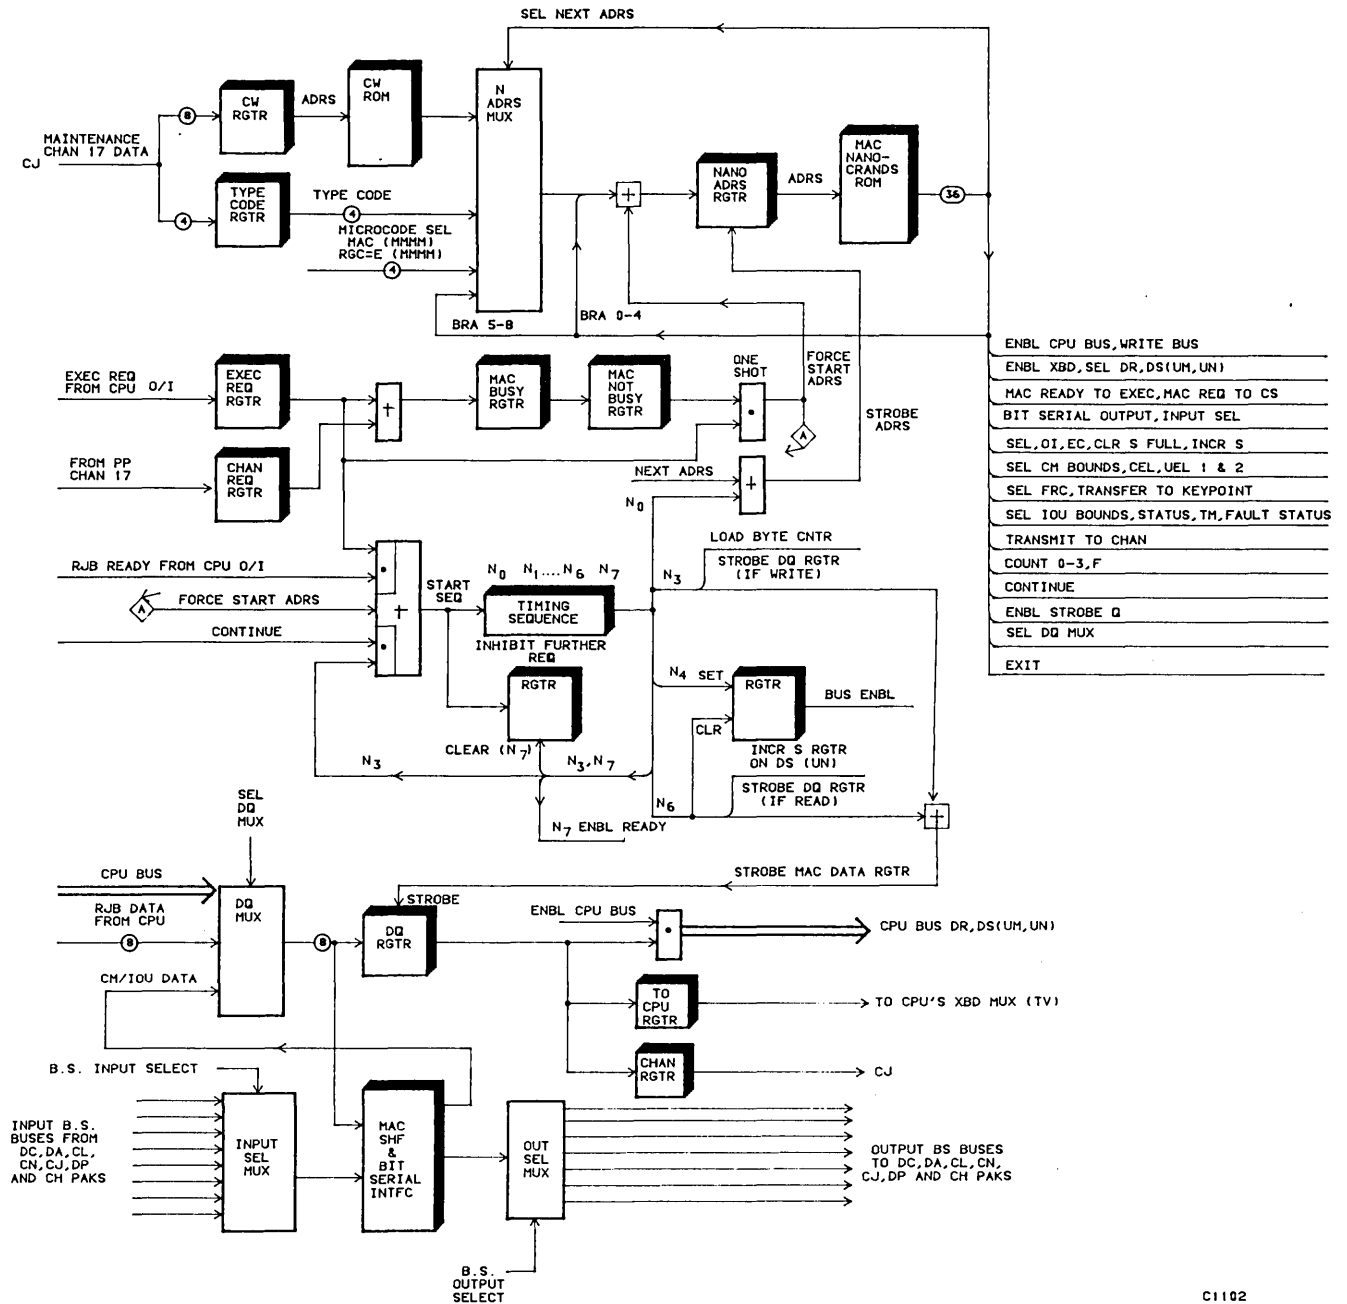 SEL NEXT ADRS
MAINTENANCE
CHAN 17 DATA
CJ
8
CW
RGTR
ADRS
CW
ROM
N
ADRS
MUX
4
TYPE
CODE
RGTR
TYPE CODE
4
MICROCODE SEL
MAC (MMMM)
RGC=E (MMMM)
4
BRA 5-8
BRA 0-4
+
NANO
ADRS
RGTR
ADRS
MAC
NANO-
CRANDS
ROM
36
EXEC REQ
FROM CPU O/I
EXEC
REQ
RGTR
+
MAC
BUSY
RGTR
MAC
NOT
BUSY
RGTR
ONE
SHOT
•
FORCE
START
ADRS
A
STROBE
ADRS
FROM PP
CHAN 17
CHAN
REQ
RGTR
NEXT ADRS
N0
+
ENBL CPU BUS,WRITE BUS
ENBL XBD,SEL DR,DS(UM,UN)
MAC READY TO EXEC,MAC REQ TO CS
BIT SERIAL OUTPUT,INPUT SEL
SEL,OI,EC,CLR S FULL,INCR S
SEL CM BOUNDS,CEL,UEL 1 & 2
SEL FRC,TRANSFER TO KEYPOINT
SEL IOU BOUNDS,STATUS,TM,FAULT STATUS
TRANSMIT TO CHAN
COUNT 0-3,F
CONTINUE
ENBL STROBE Q
SEL DQ MUX
EXIT
RJB READY FROM CPU O/I
A
FORCE START ADRS
CONTINUE
•
+
•
START
SEQ
N0 N1....N6 N7
TIMING
SEQUENCE
INHIBIT FURTHER
REQ
RGTR
CLEAR (N7)
N3
N3,N7
N7 ENBL READY
LOAD BYTE CNTR
N3
STROBE DQ RGTR
(IF WRITE)
N4 SET
RGTR
BUS ENBL
CLR
INCR S RGTR
ON DS (UN)
STROBE DQ RGTR
(IF READ)
N6
+
STROBE MAC DATA RGTR
SEL
DQ
MUX
CPU BUS
RJB DATA
FROM CPU
8
CM/IOU DATA
DQ
MUX
8
STROBE
DQ
RGTR
ENBL CPU BUS
•
CPU BUS DR,DS(UM,UN)
TO
CPU
RGTR
TO CPU'S XBD MUX (TV)
CHAN
RGTR
CJ
B.S. INPUT SELECT
INPUT B.S.
BUSES FROM
DC,DA,CL,
CN,CJ,DP
AND CH PAKS
INPUT
SEL
MUX
MAC
SHF
&
BIT
SERIAL
INTFC
OUT
SEL
MUX
OUTPUT BS BUSES
TO DC,DA,CL,CN,
CJ,DP AND CH PAKS
B.S.
OUTPUT
SELECT
C1102